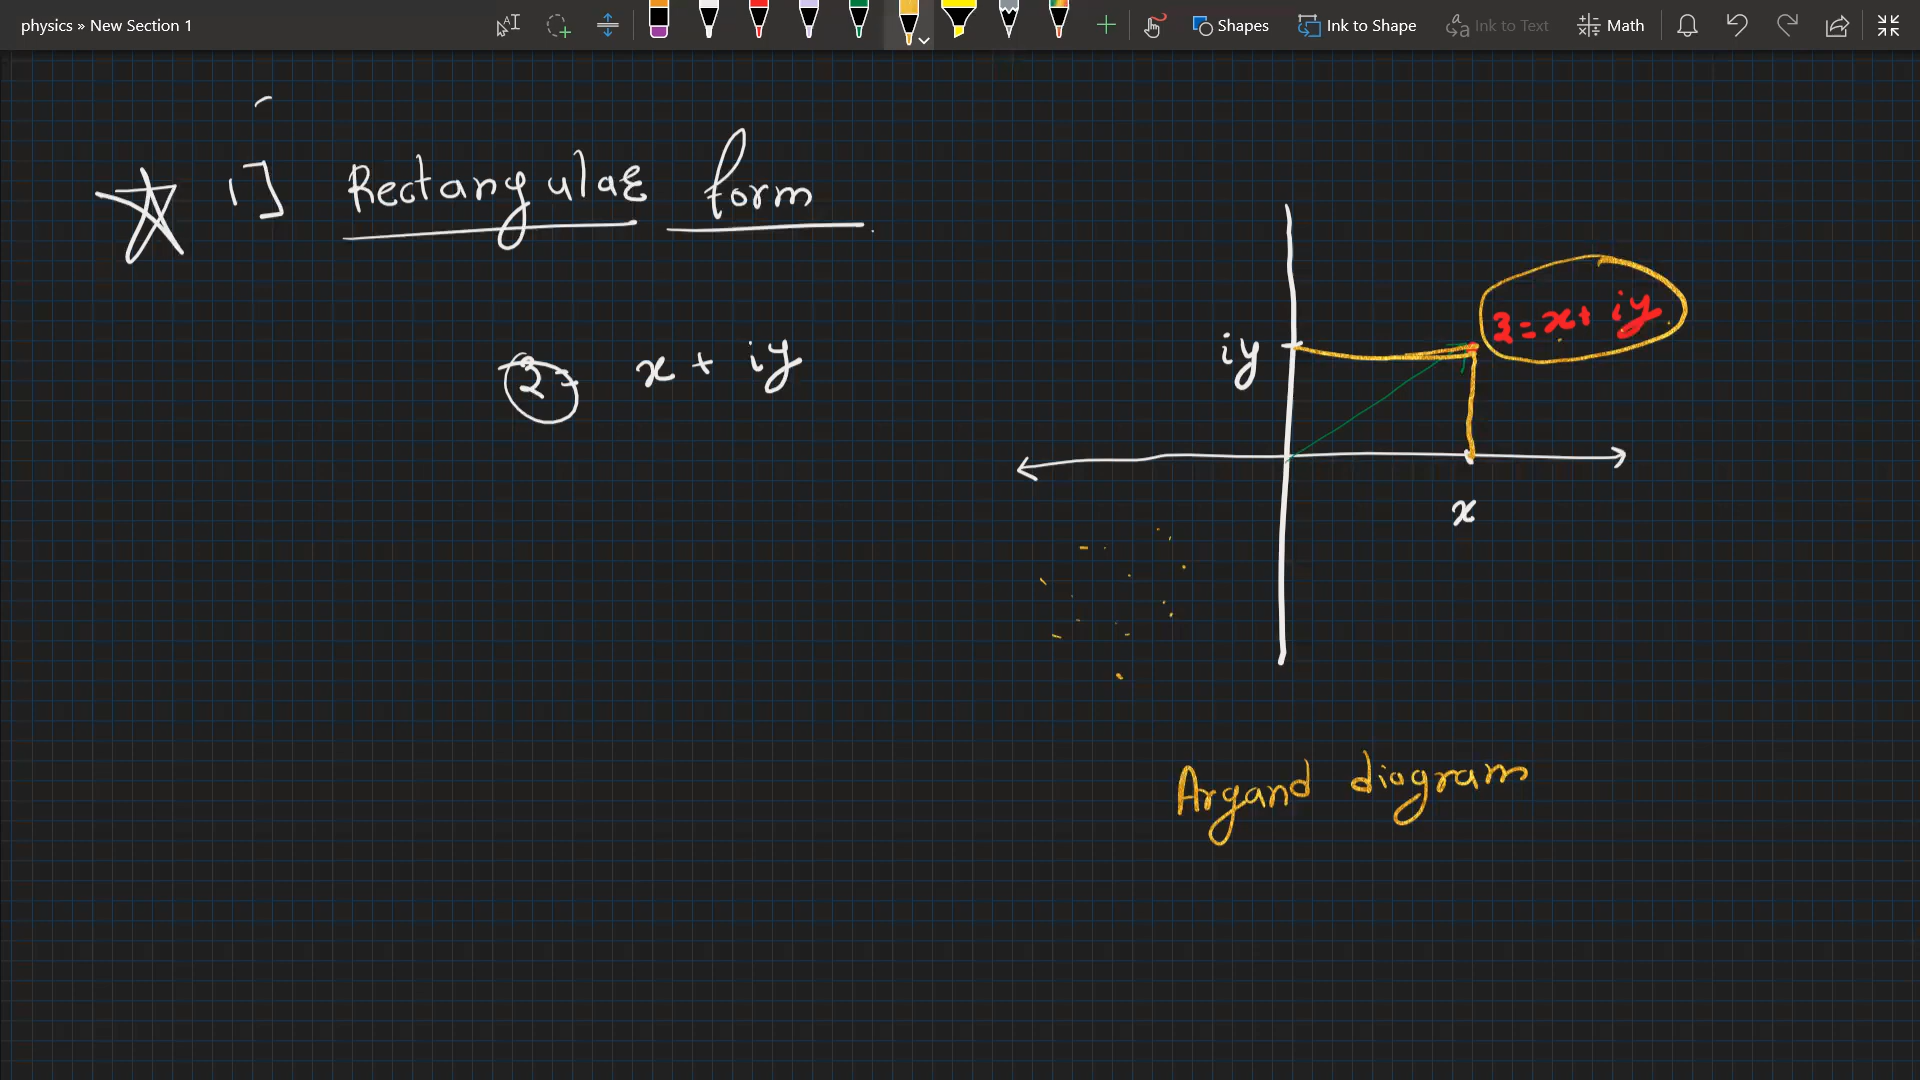 physics » New Section 1
Shapes
Ink to Shape
Ink to Text
Math
1] Rectangular form
z = x + iy
z = x + iy
iy
x
Argand diagram